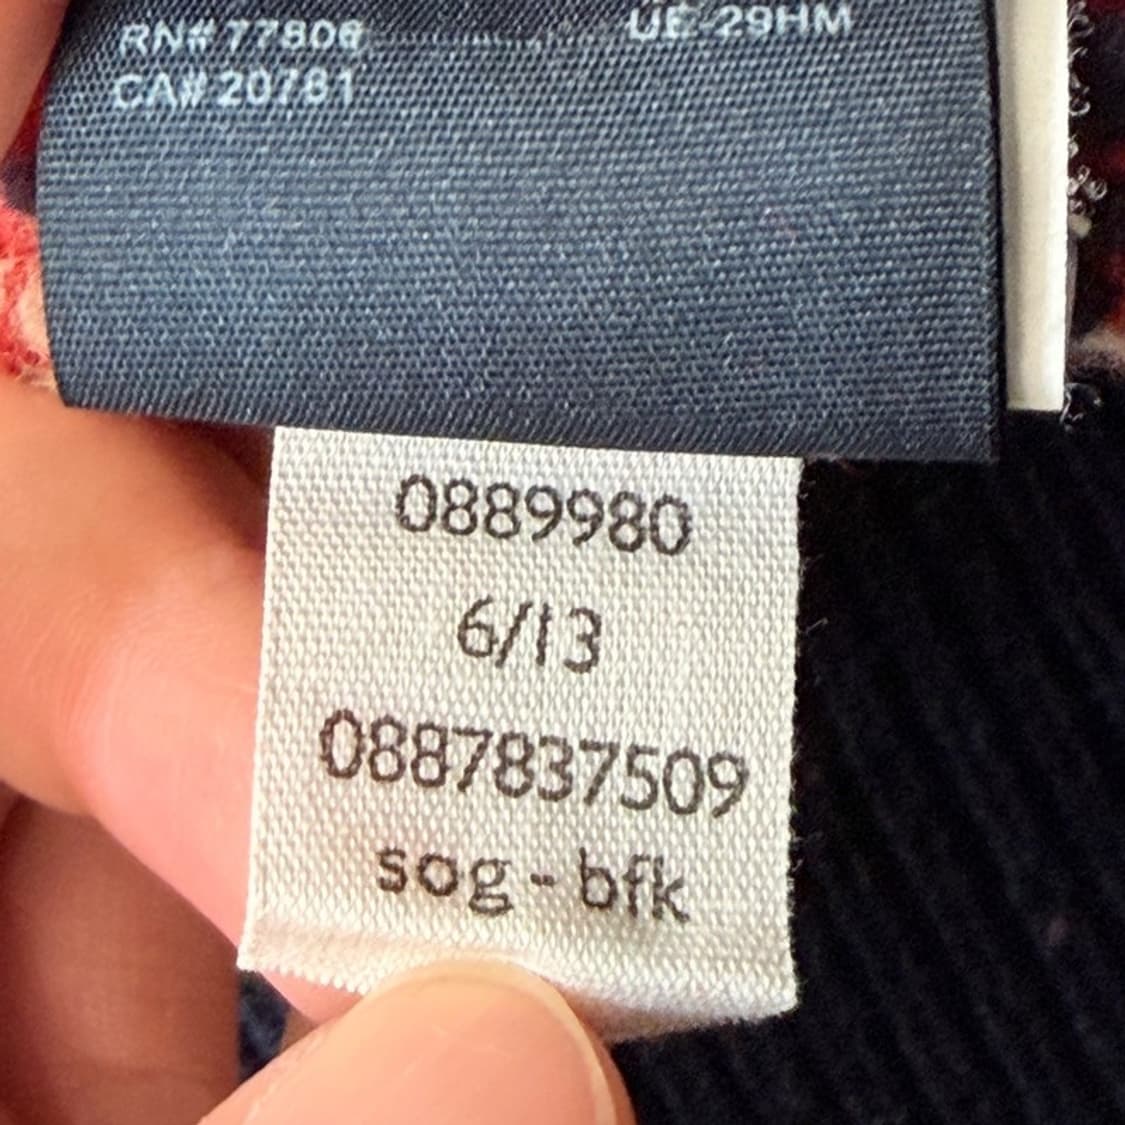 RN# 77806
UE-29HM
CA# 20781
0889980
6/13
0887837509
sog - bfk